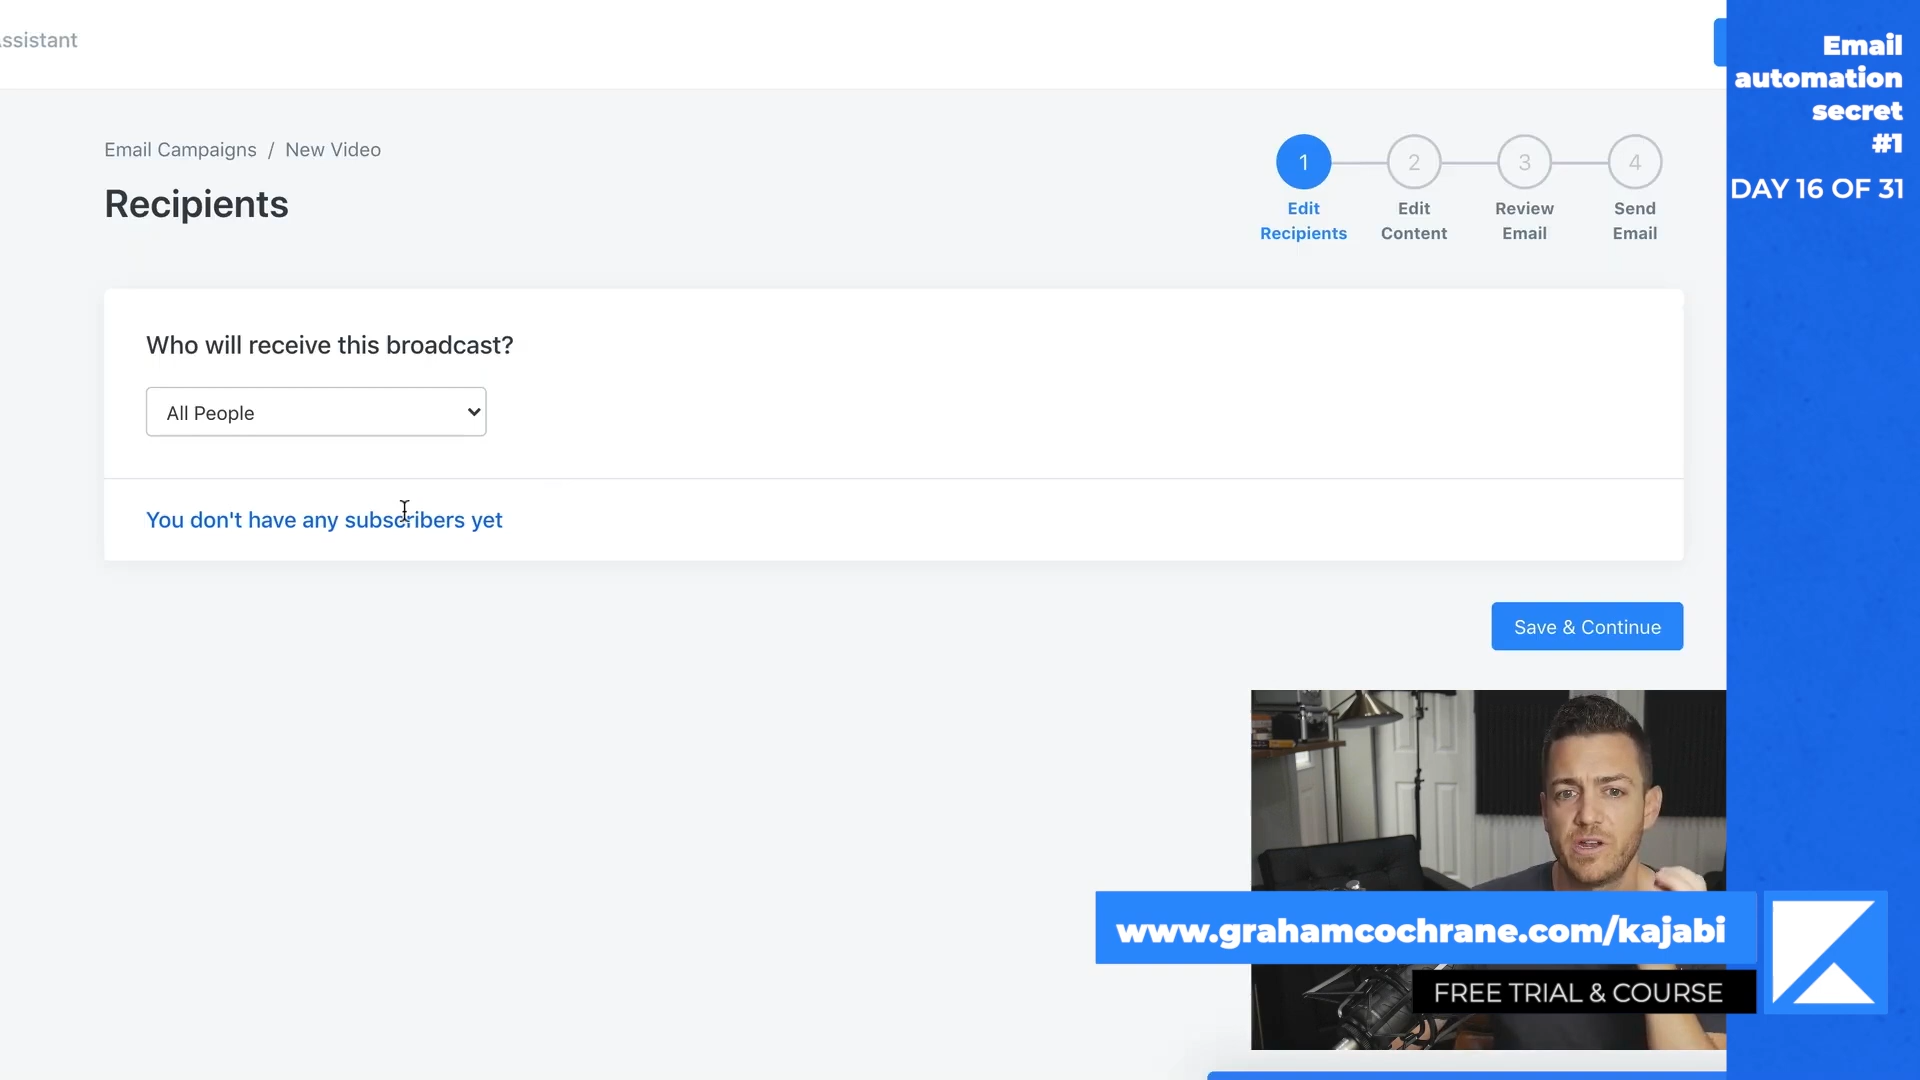 ssistant
Email
automation
secret
#1
DAY 16 OF 31
Email Campaigns / New Video
Recipients
1
2
3
4
Edit
Recipients
Edit
Content
Review
Email
Send
Email
Who will receive this broadcast?
All People
You don't have any subscribers yet
Save & Continue
www.grahamcochrane.com/kajabi
FREE TRIAL & COURSE